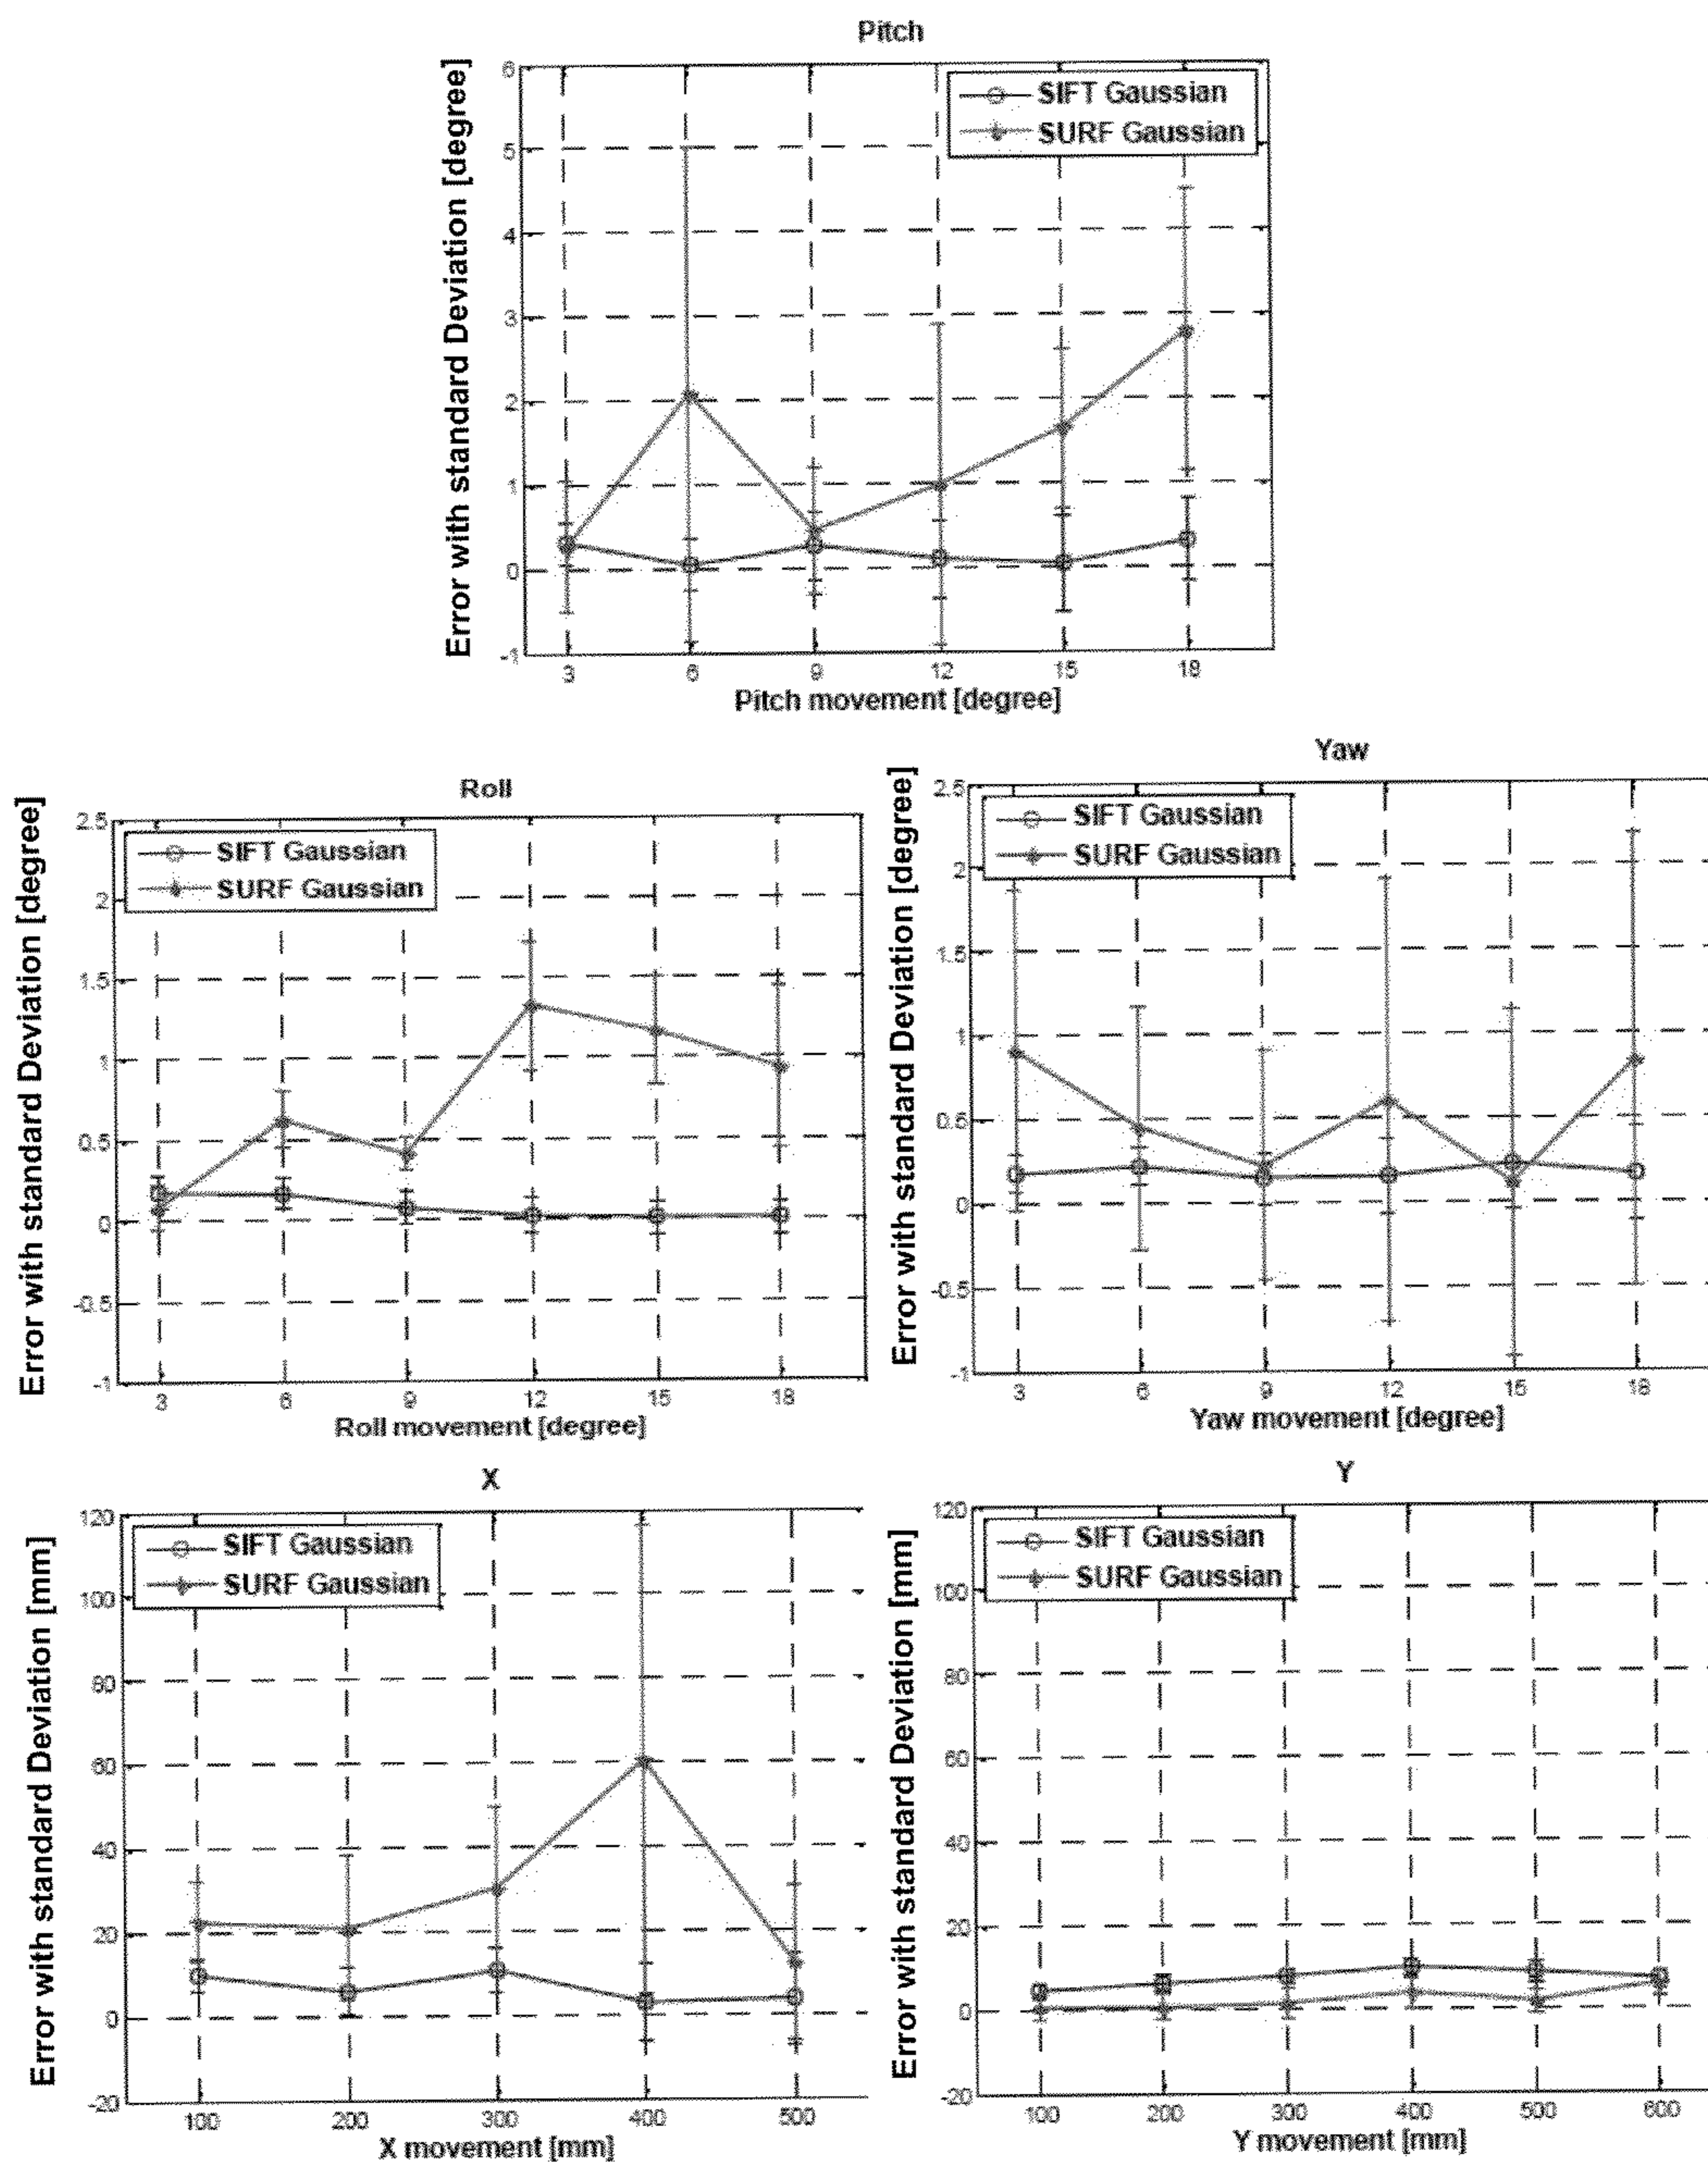 Pitch
Error with standard Deviation [degree]
6
5
4
3
2
1
0
-1
SIFT Gaussian
SURF Gaussian
3 6 9 12 15 18
Pitch movement [degree]
Roll
Error with standard Deviation [degree]
2.5
2
1.5
1
0.5
0
-0.5
-1
SIFT Gaussian
SURF Gaussian
3 6 9 12 15 18
Roll movement [degree]
Yaw
Error with standard Deviation [degree]
2.5
2
1.5
1
0.5
0
-0.5
-1
SIFT Gaussian
SURF Gaussian
3 6 9 12 15 18
Yaw movement [degree]
X
Error with standard Deviation [mm]
120
100
80
60
40
20
0
-20
SIFT Gaussian
SURF Gaussian
100 200 300 400 500
X movement [mm]
Y
Error with standard Deviation [mm]
120
100
80
60
40
20
0
-20
SIFT Gaussian
SURF Gaussian
100 200 300 400 500 600
Y movement [mm]